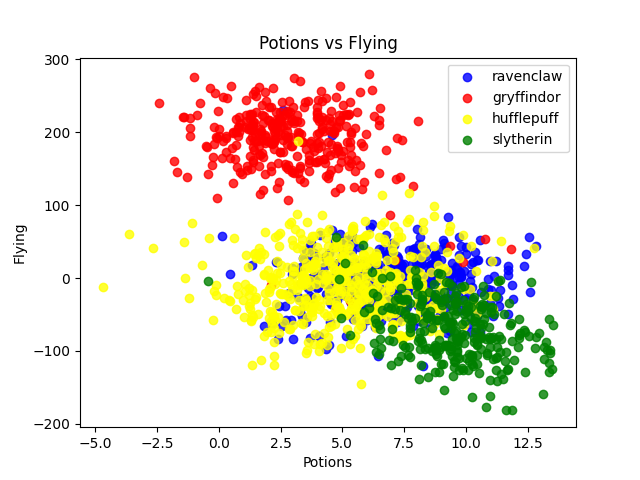 Potions vs Flying
300
200
100
0
−100
−200
Flying
−5.0 −2.5 0.0 2.5 5.0 7.5 10.0 12.5
Potions
ravenclaw
gryffindor
hufflepuff
slytherin